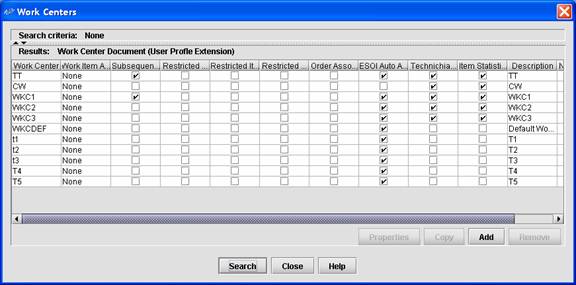 Work Centers
Search criteria: None
Results: Work Center Document (User Profle Extension)
Work Center Work Item A... Subsequen... Restricted ... Restricted It... Restricted ... Order Asso... ESOI Auto A... Technichia... Item Statisti... Description N
TT None TT
CW None CW
WKC1 None WKC1
WKC2 None WKC2
WKC3 None WKC3
WKCDEF None Default Wo...
t1 None T1
t2 None T2
t3 None T3
T4 None T4
T5 None T5
Properties Copy Add Remove
Search Close Help